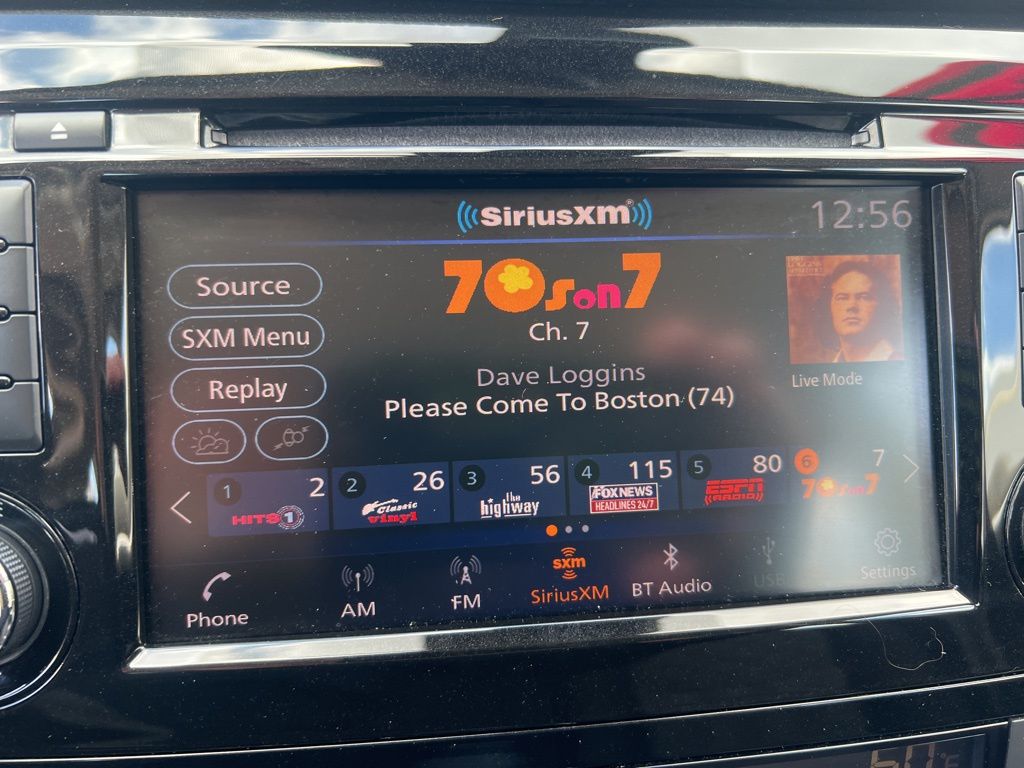 SiriusXM
12:56
70s on 7
Ch. 7
Source
SXM Menu
Replay
Dave Loggins
Please Come To Boston (74)
LOGGINS
Live Mode
1 2
HITS 1
2 26
Classic
vinyl
3 56
the
highway
4 115
FOX NEWS
HEADLINES 24/7
5 80
ESPN
RADIO
6 7
70s on 7
Phone
AM
FM
sxm
SiriusXM
BT Audio
USB
Settings